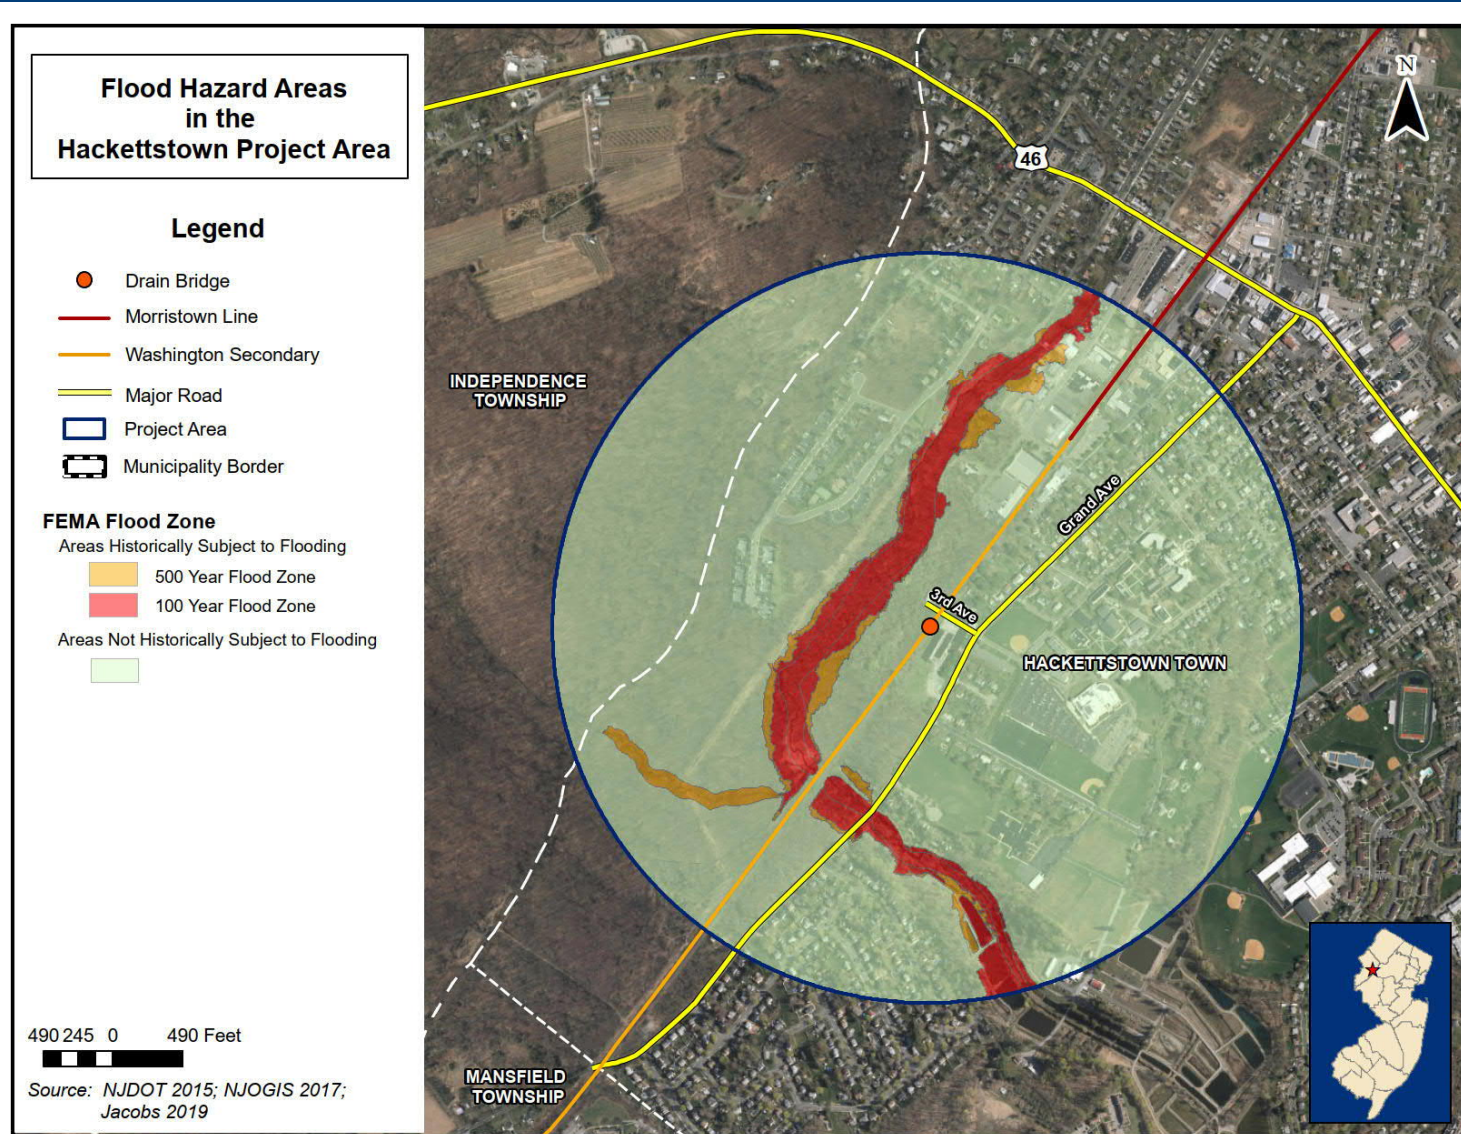 Flood Hazard Areas
in the
Hackettstown Project Area
Legend
Drain Bridge
Morristown Line
Washington Secondary
Major Road
Project Area
Municipality Border
FEMA Flood Zone
Areas Historically Subject to Flooding
500 Year Flood Zone
100 Year Flood Zone
Areas Not Historically Subject to Flooding
490 245 0 490 Feet
Source: NJDOT 2015; NJOGIS 2017;
Jacobs 2019
N
46
INDEPENDENCE
TOWNSHIP
Grand Ave
3rd Ave
HACKETTSTOWN TOWN
MANSFIELD
TOWNSHIP